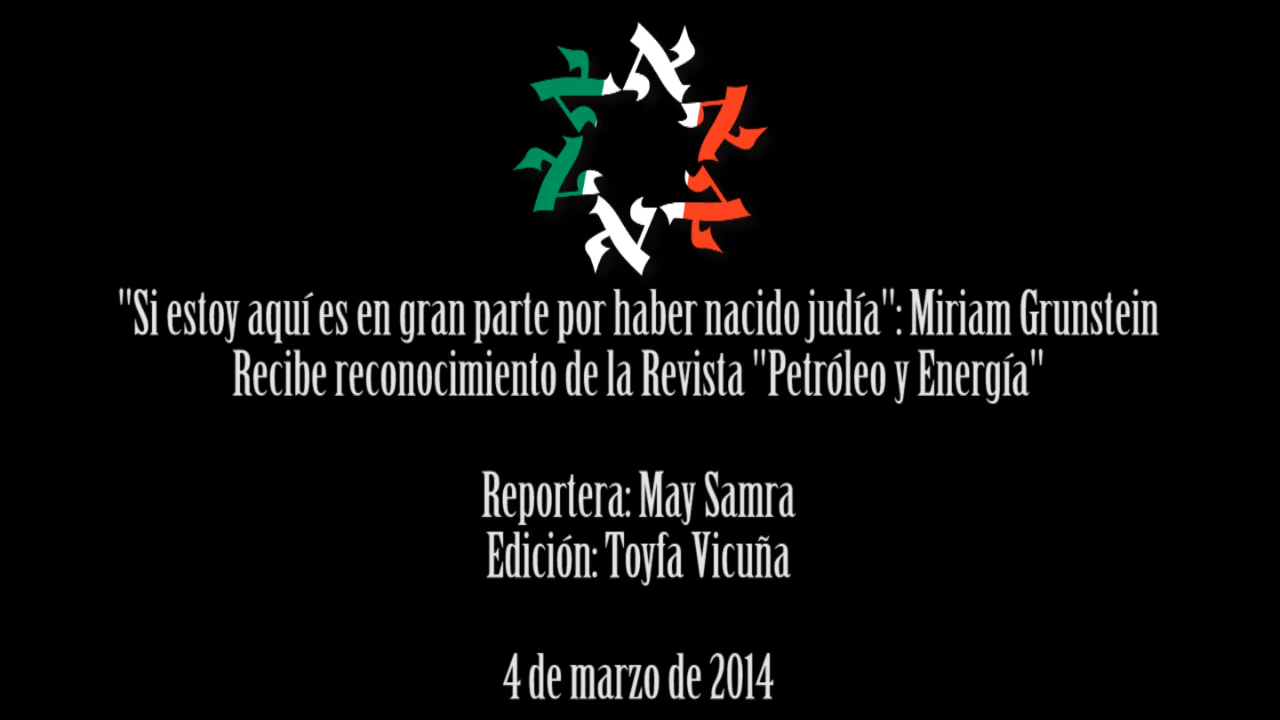 "Si estoy aquí es en gran parte por haber nacido judía": Miriam Grunstein
Recibe reconocimiento de la Revista "Petróleo y Energía"
Reportera: May Samra
Edición: Toyfa Vicuña
4 de marzo de 2014